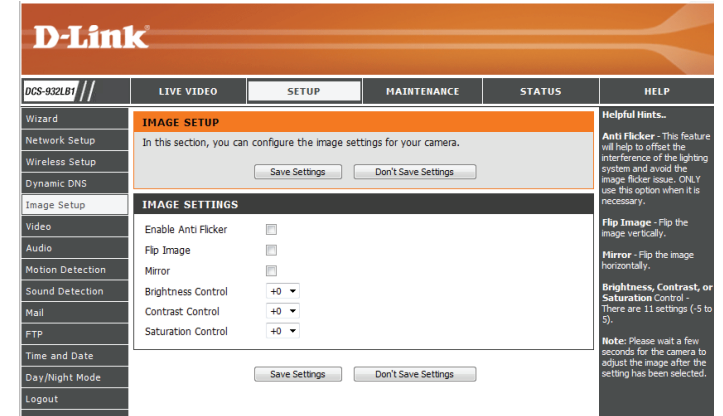 D-Link
DCS-932LB1 //
LIVE VIDEO
SETUP
MAINTENANCE
STATUS
HELP
Wizard
Network Setup
Wireless Setup
Dynamic DNS
Image Setup
Video
Audio
Motion Detection
Sound Detection
Mail
FTP
Time and Date
Day/Night Mode
Logout
IMAGE SETUP
In this section, you can configure the image settings for your camera.
Save Settings
Don't Save Settings
IMAGE SETTINGS
Enable Anti Flicker
Flip Image
Mirror
Brightness Control +0
Contrast Control +0
Saturation Control +0
Save Settings
Don't Save Settings
Helpful Hints..
Anti Flicker - This feature
will help to offset the
interference of the lighting
system and avoid the
image flicker issue. ONLY
use this option when it is
necessary.
Flip Image - Flip the
image vertically.
Mirror - Flip the image
horizontally.
Brightness, Contrast, or
Saturation Control -
There are 11 settings (-5 to
5).
Note: Please wait a few
seconds for the camera to
adjust the image after the
setting has been selected.